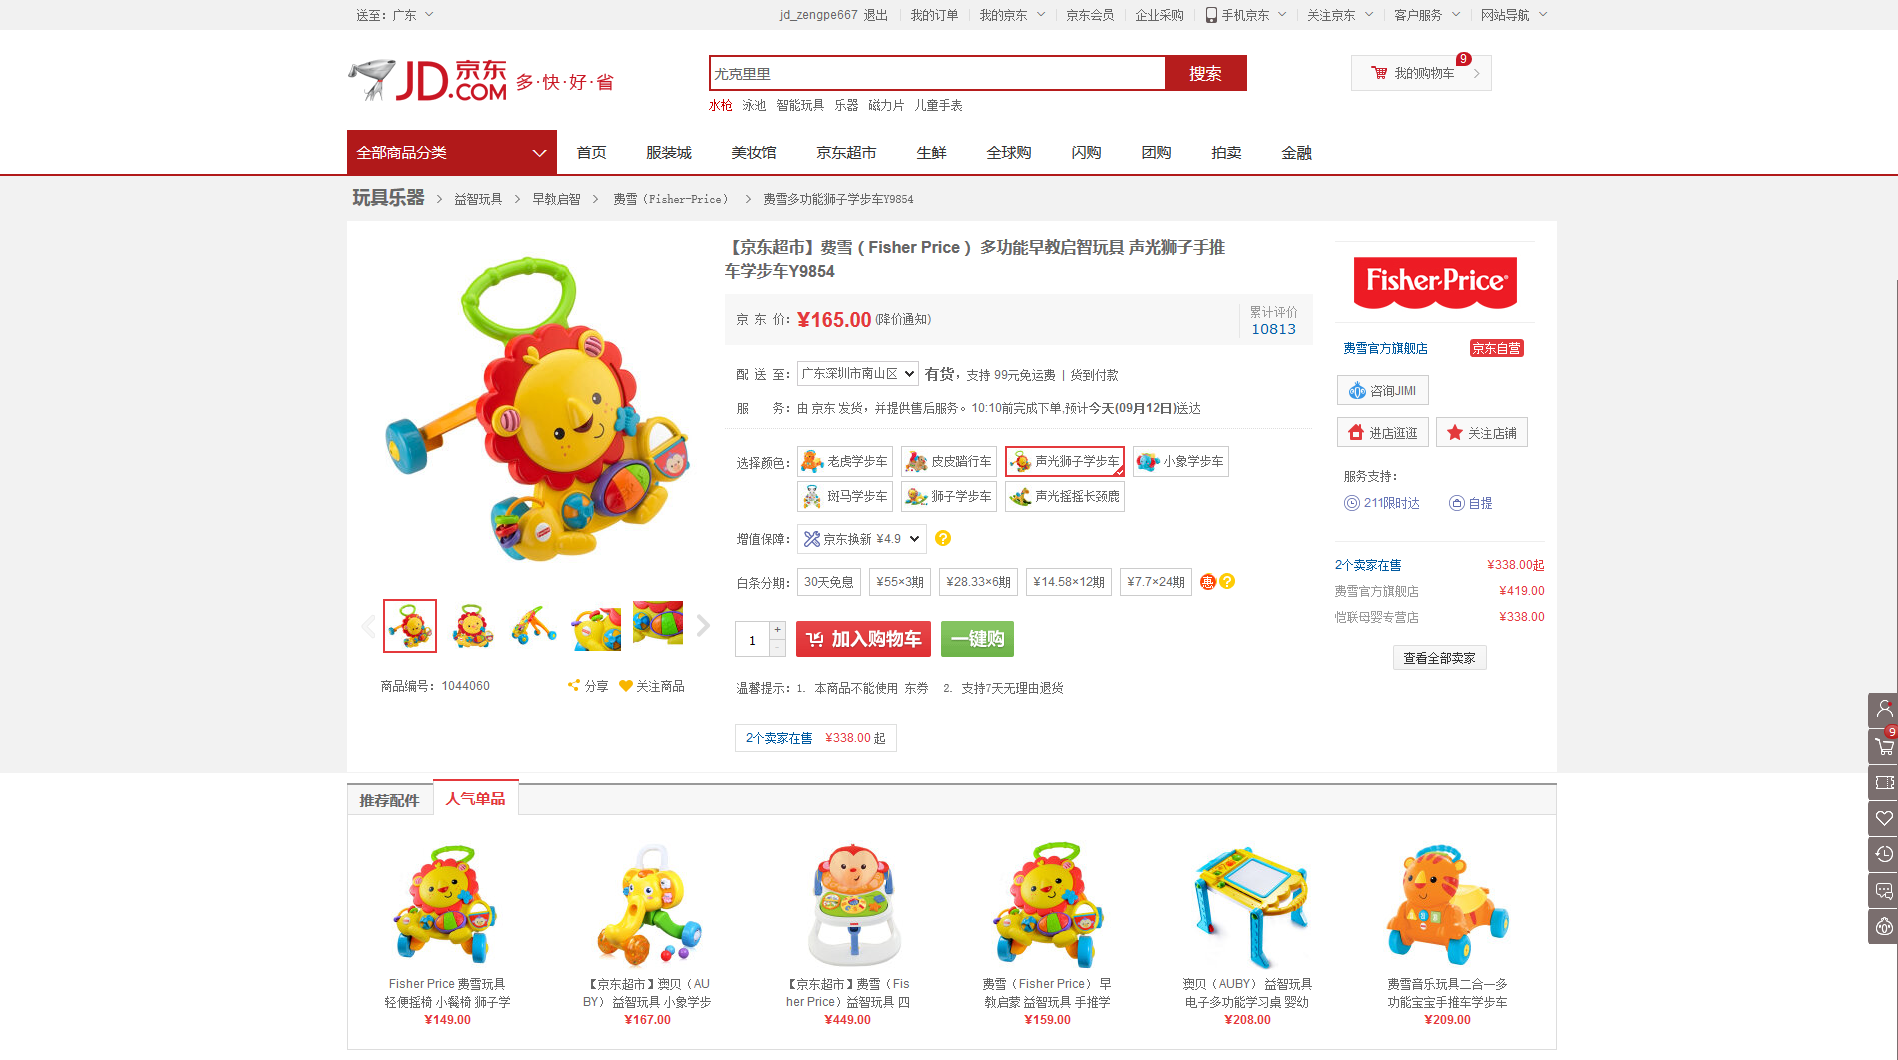 送至：广东
jd_zengpe667 退出 我的订单 我的京东 京东会员 企业采购 手机京东 关注京东 客户服务 网站导航
JD.COM 京东 多·快·好·省
尤克里里 搜索
我的购物车 9
水枪 泳池 智能玩具 乐器 磁力片 儿童手表
全部商品分类 首页 服装城 美妆馆 京东超市 生鲜 全球购 闪购 团购 拍卖 金融
玩具乐器 > 益智玩具 > 早教启智 > 费雪（Fisher-Price） > 费雪多功能狮子学步车Y9854
【京东超市】费雪（Fisher Price）多功能早教启智玩具 声光狮子手推
车学步车Y9854
京 东 价： ¥165.00 (降价通知)
累计评价
10813
配 送 至： 广东深圳市南山区 有货，支持 99元免运费 | 货到付款
服 务： 由 京东 发货，并提供售后服务。10:10前完成下单,预计今天(09月12日)送达
选择颜色： 老虎学步车 皮皮骝行车 声光狮子学步车 小象学步车
斑马学步车 狮子学步车 声光摇摇长颈鹿
增值保障： 京东换新 ¥4.9 ?
白条分期： 30天免息 ¥55×3期 ¥28.33×6期 ¥14.58×12期 ¥7.7×24期 惠 ?
1 + - 加入购物车 一键购
温馨提示： 1. 本商品不能使用 东券 2. 支持7天无理由退货
2个卖家在售 ¥338.00 起
商品编号：1044060 分享 关注商品
Fisher-Price
费雪官方旗舰店 京东自营
咨询JIMI
进店逛逛 关注店铺
服务支持：
211限时达 自提
2个卖家在售 ¥338.00起
费雪官方旗舰店 ¥419.00
恺联母婴专营店 ¥338.00
查看全部卖家
9
推荐配件 人气单品
Fisher Price 费雪玩具
轻便摇椅 小餐椅 狮子学
¥149.00
【京东超市】澳贝（AU
BY） 益智玩具 小象学步
¥167.00
【京东超市】费雪（Fis
her Price）益智玩具 四
¥449.00
费雪（Fisher Price） 早
教启蒙 益智玩具 手推学
¥159.00
澳贝（AUBY） 益智玩具
电子多功能学习桌 婴幼
¥208.00
费雪音乐玩具二合一多
功能宝宝手推车学步车
¥209.00